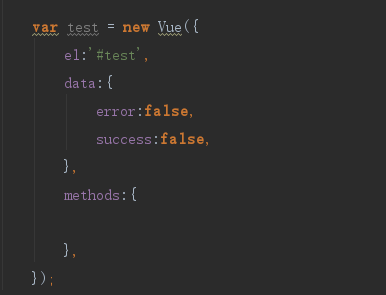 var test = new Vue({
el:'#test',
data:{
error:false,
success:false,
},
methods:{
},
});